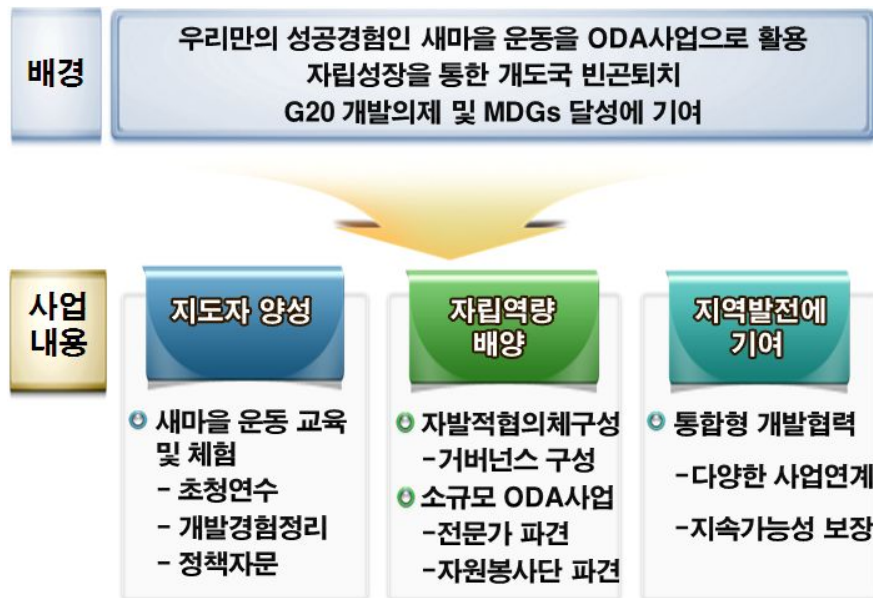 배경
우리만의 성공경험인 새마을 운동을 ODA사업으로 활용
자립성장을 통한 개도국 빈곤퇴치
G20 개발의제 및 MDGs 달성에 기여
사업
내용
지도자 양성
새마을 운동 교육
및 체험
- 초청연수
- 개발경험정리
- 정책자문
자립역량
배양
자발적협의체구성
-거버넌스 구성
소규모 ODA사업
-전문가 파견
-자원봉사단 파견
지역발전에
기여
통합형 개발협력
-다양한 사업연계
-지속가능성 보장